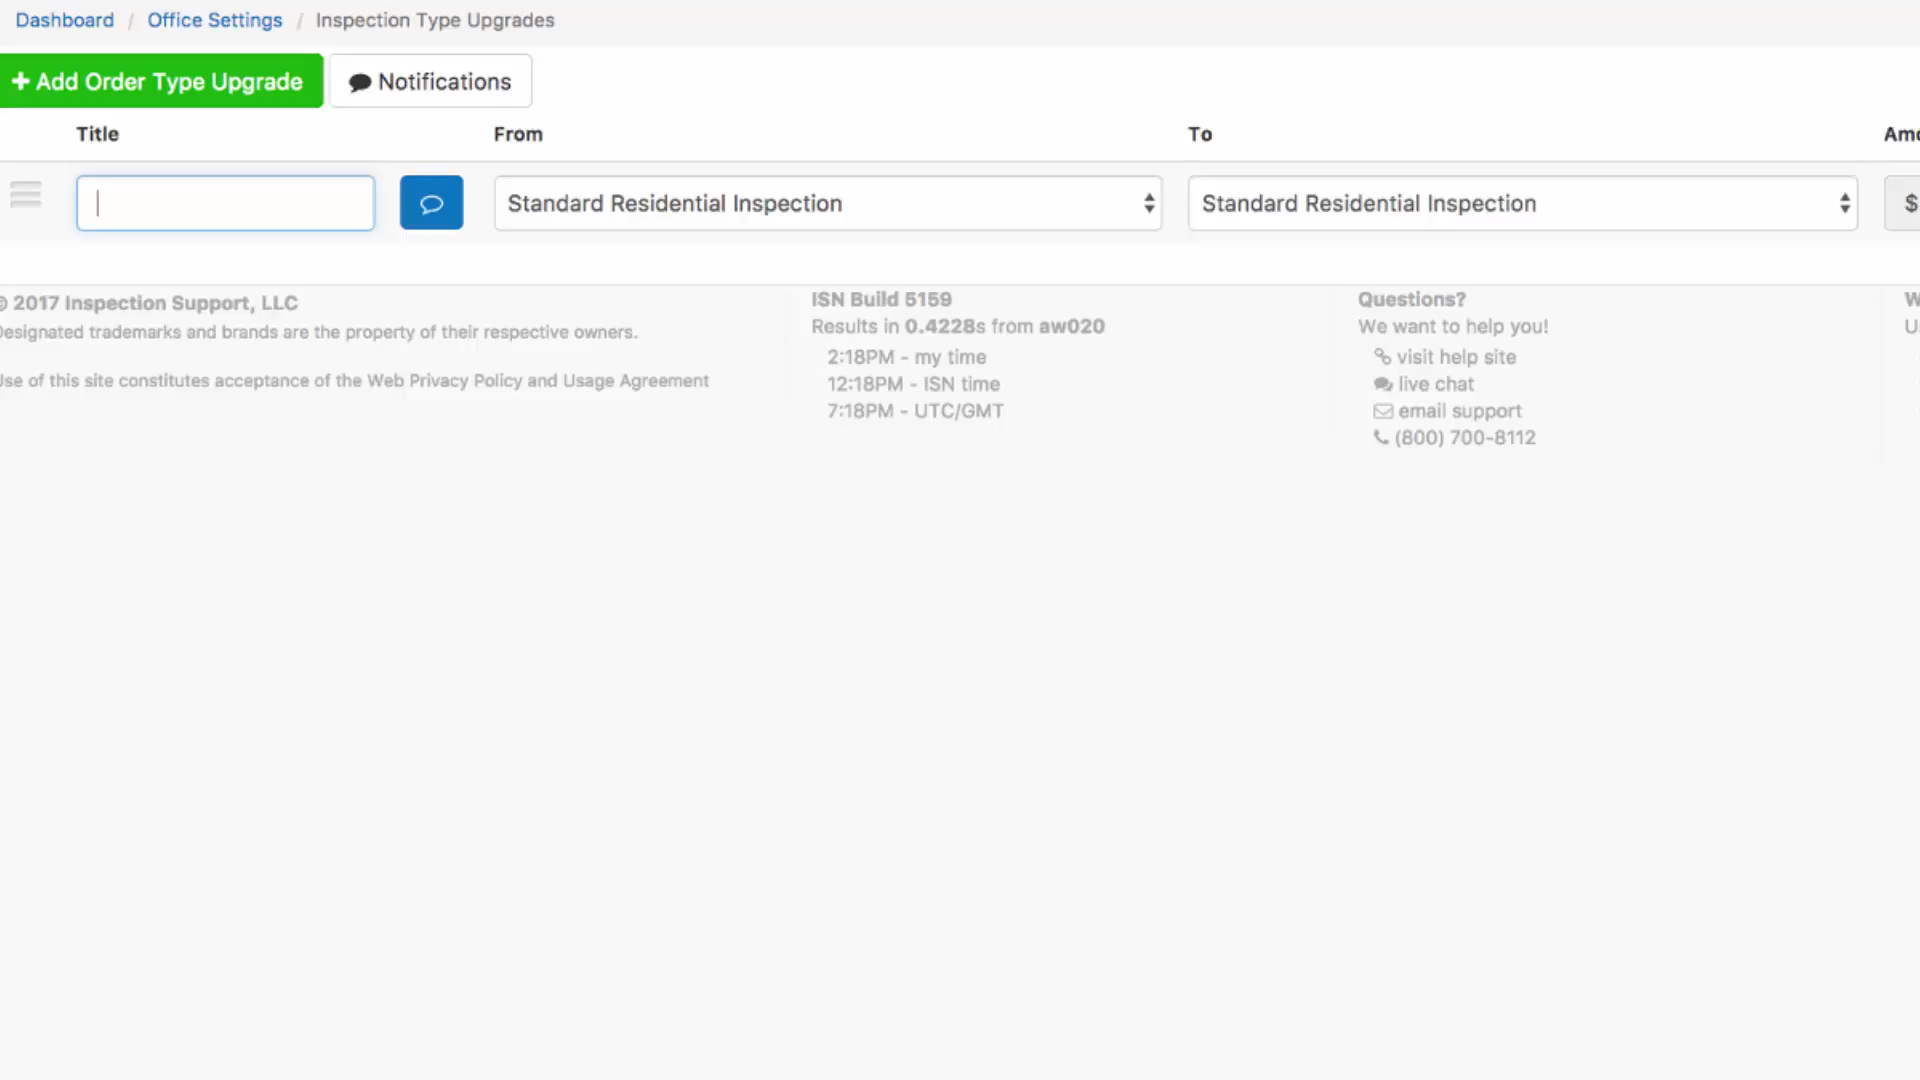 Dashboard / Office Settings / Inspection Type Upgrades
+ Add Order Type Upgrade Notifications
Title From To
Standard Residential Inspection Standard Residential Inspection $
2017 Inspection Support, LLC
Designated trademarks and brands are the property of their respective owners.
Use of this site constitutes acceptance of the Web Privacy Policy and Usage Agreement
ISN Build 5159
Results in 0.4228s from aw020
2:18PM - my time
12:18PM - ISN time
7:18PM - UTC/GMT
Questions?
We want to help you!
visit help site
live chat
email support
(800) 700-8112